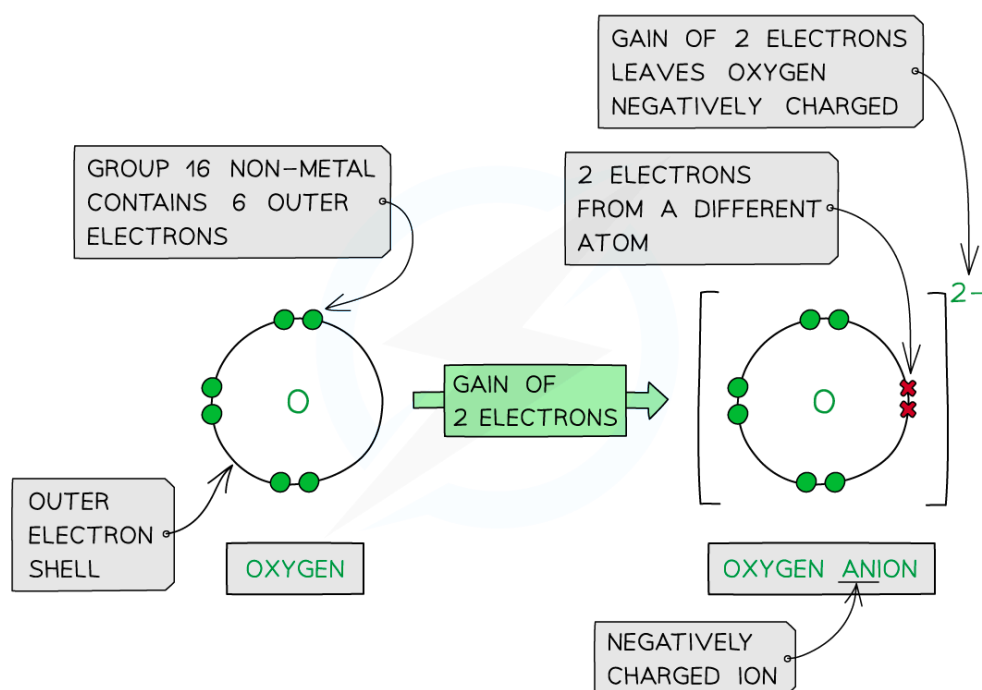 GAIN OF 2 ELECTRONS
LEAVES OXYGEN
NEGATIVELY CHARGED
GROUP 16 NON-METAL
CONTAINS 6 OUTER
ELECTRONS
2 ELECTRONS
FROM A DIFFERENT
ATOM
2-
O
GAIN OF
2 ELECTRONS
O
OUTER
ELECTRON
SHELL
OXYGEN
OXYGEN ANION
NEGATIVELY
CHARGED ION